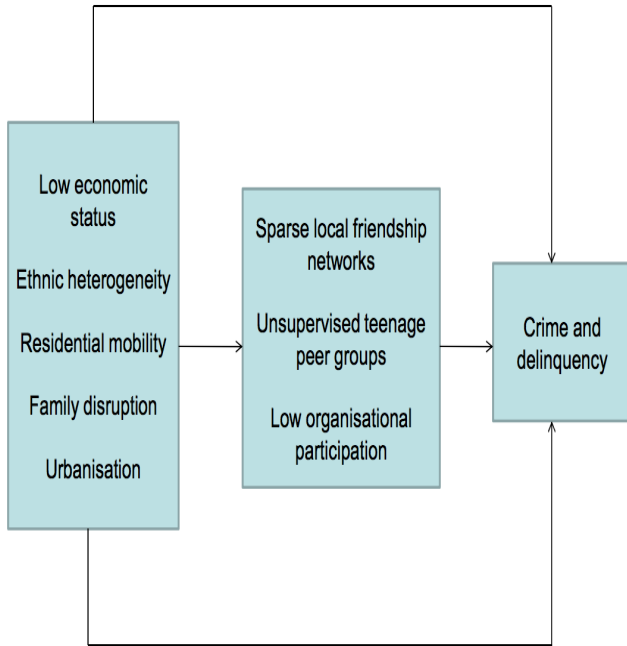 Low economic
status
Ethnic heterogeneity
Residential mobility
Family disruption
Urbanisation
Sparse local friendship
networks
Unsupervised teenage
peer groups
Low organisational
participation
Crime and
delinquency